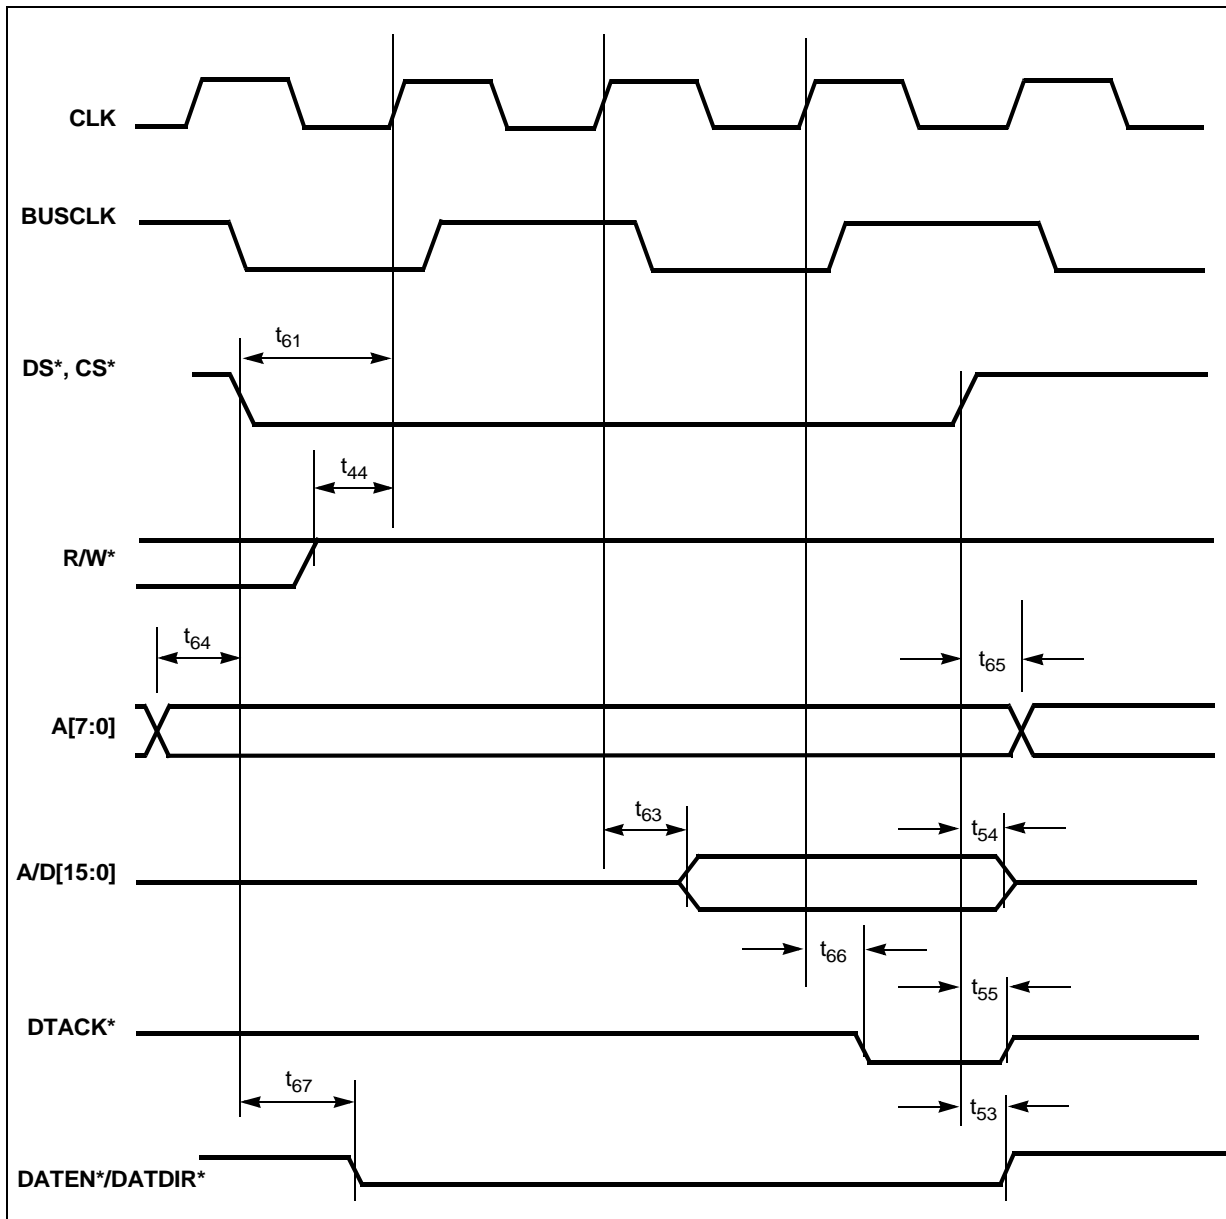 CLK
BUSCLK
t61
DS*, CS*
t44
R/W*
t64
t65
A[7:0]
t63
t54
A/D[15:0]
t66
t55
DTACK*
t67
t53
DATEN*/DATDIR*